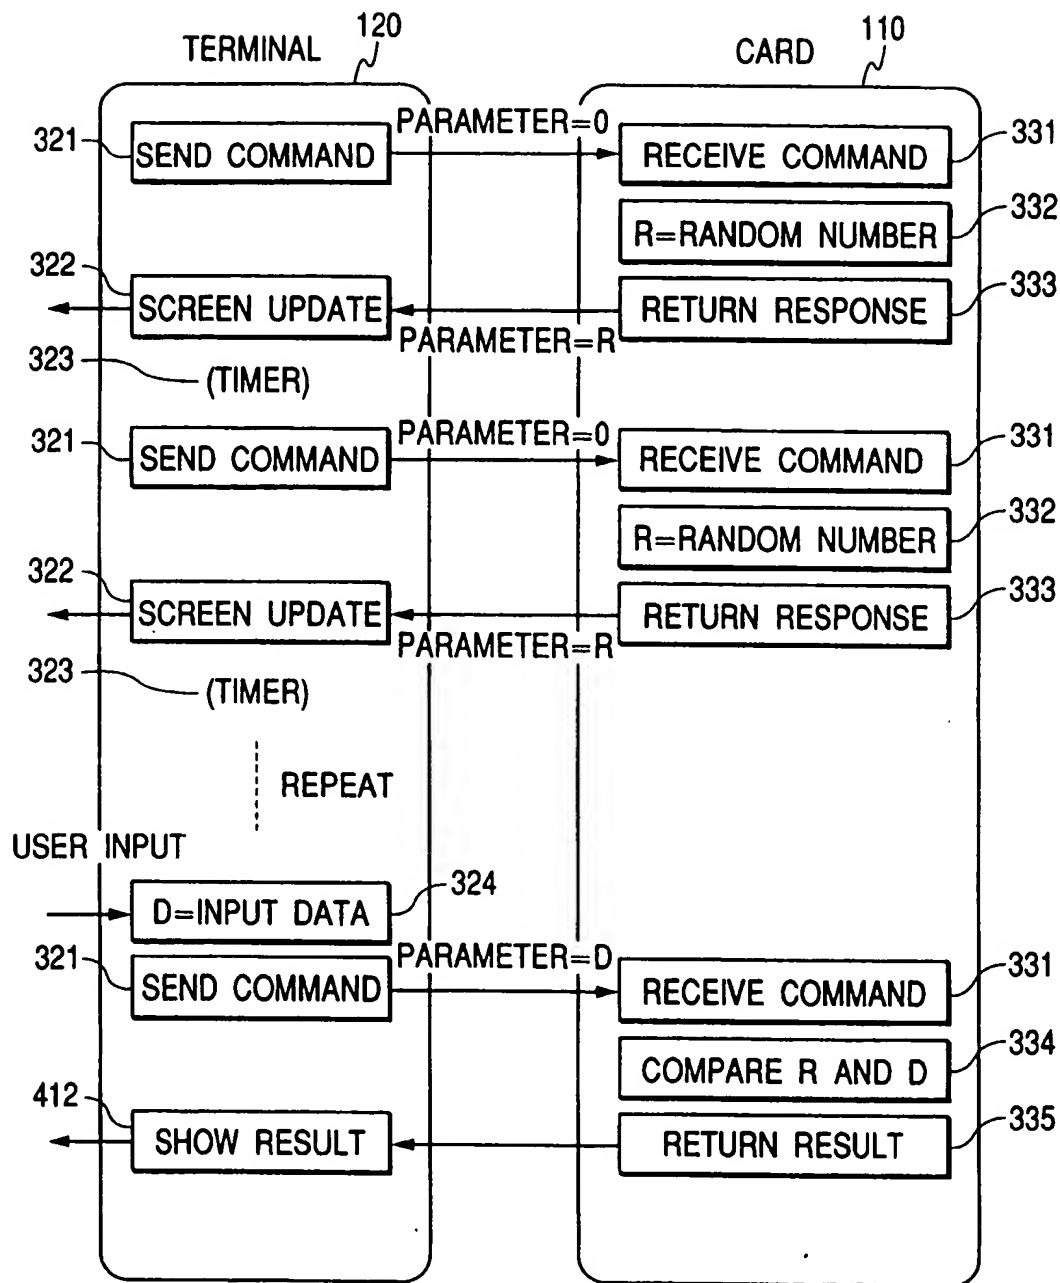 120
110
TERMINAL
CARD
PARAMETER=0
321
SEND COMMAND
RECEIVE COMMAND
331
R=RANDOM NUMBER
332
322
SCREEN UPDATE
RETURN RESPONSE
333
PARAMETER=R
323
(TIMER)
PARAMETER=0
321
SEND COMMAND
RECEIVE COMMAND
331
R=RANDOM NUMBER
332
322
SCREEN UPDATE
RETURN RESPONSE
333
PARAMETER=R
323
(TIMER)
REPEAT
USER INPUT
D=INPUT DATA
324
PARAMETER=D
321
SEND COMMAND
RECEIVE COMMAND
331
COMPARE R AND D
334
412
SHOW RESULT
RETURN RESULT
335